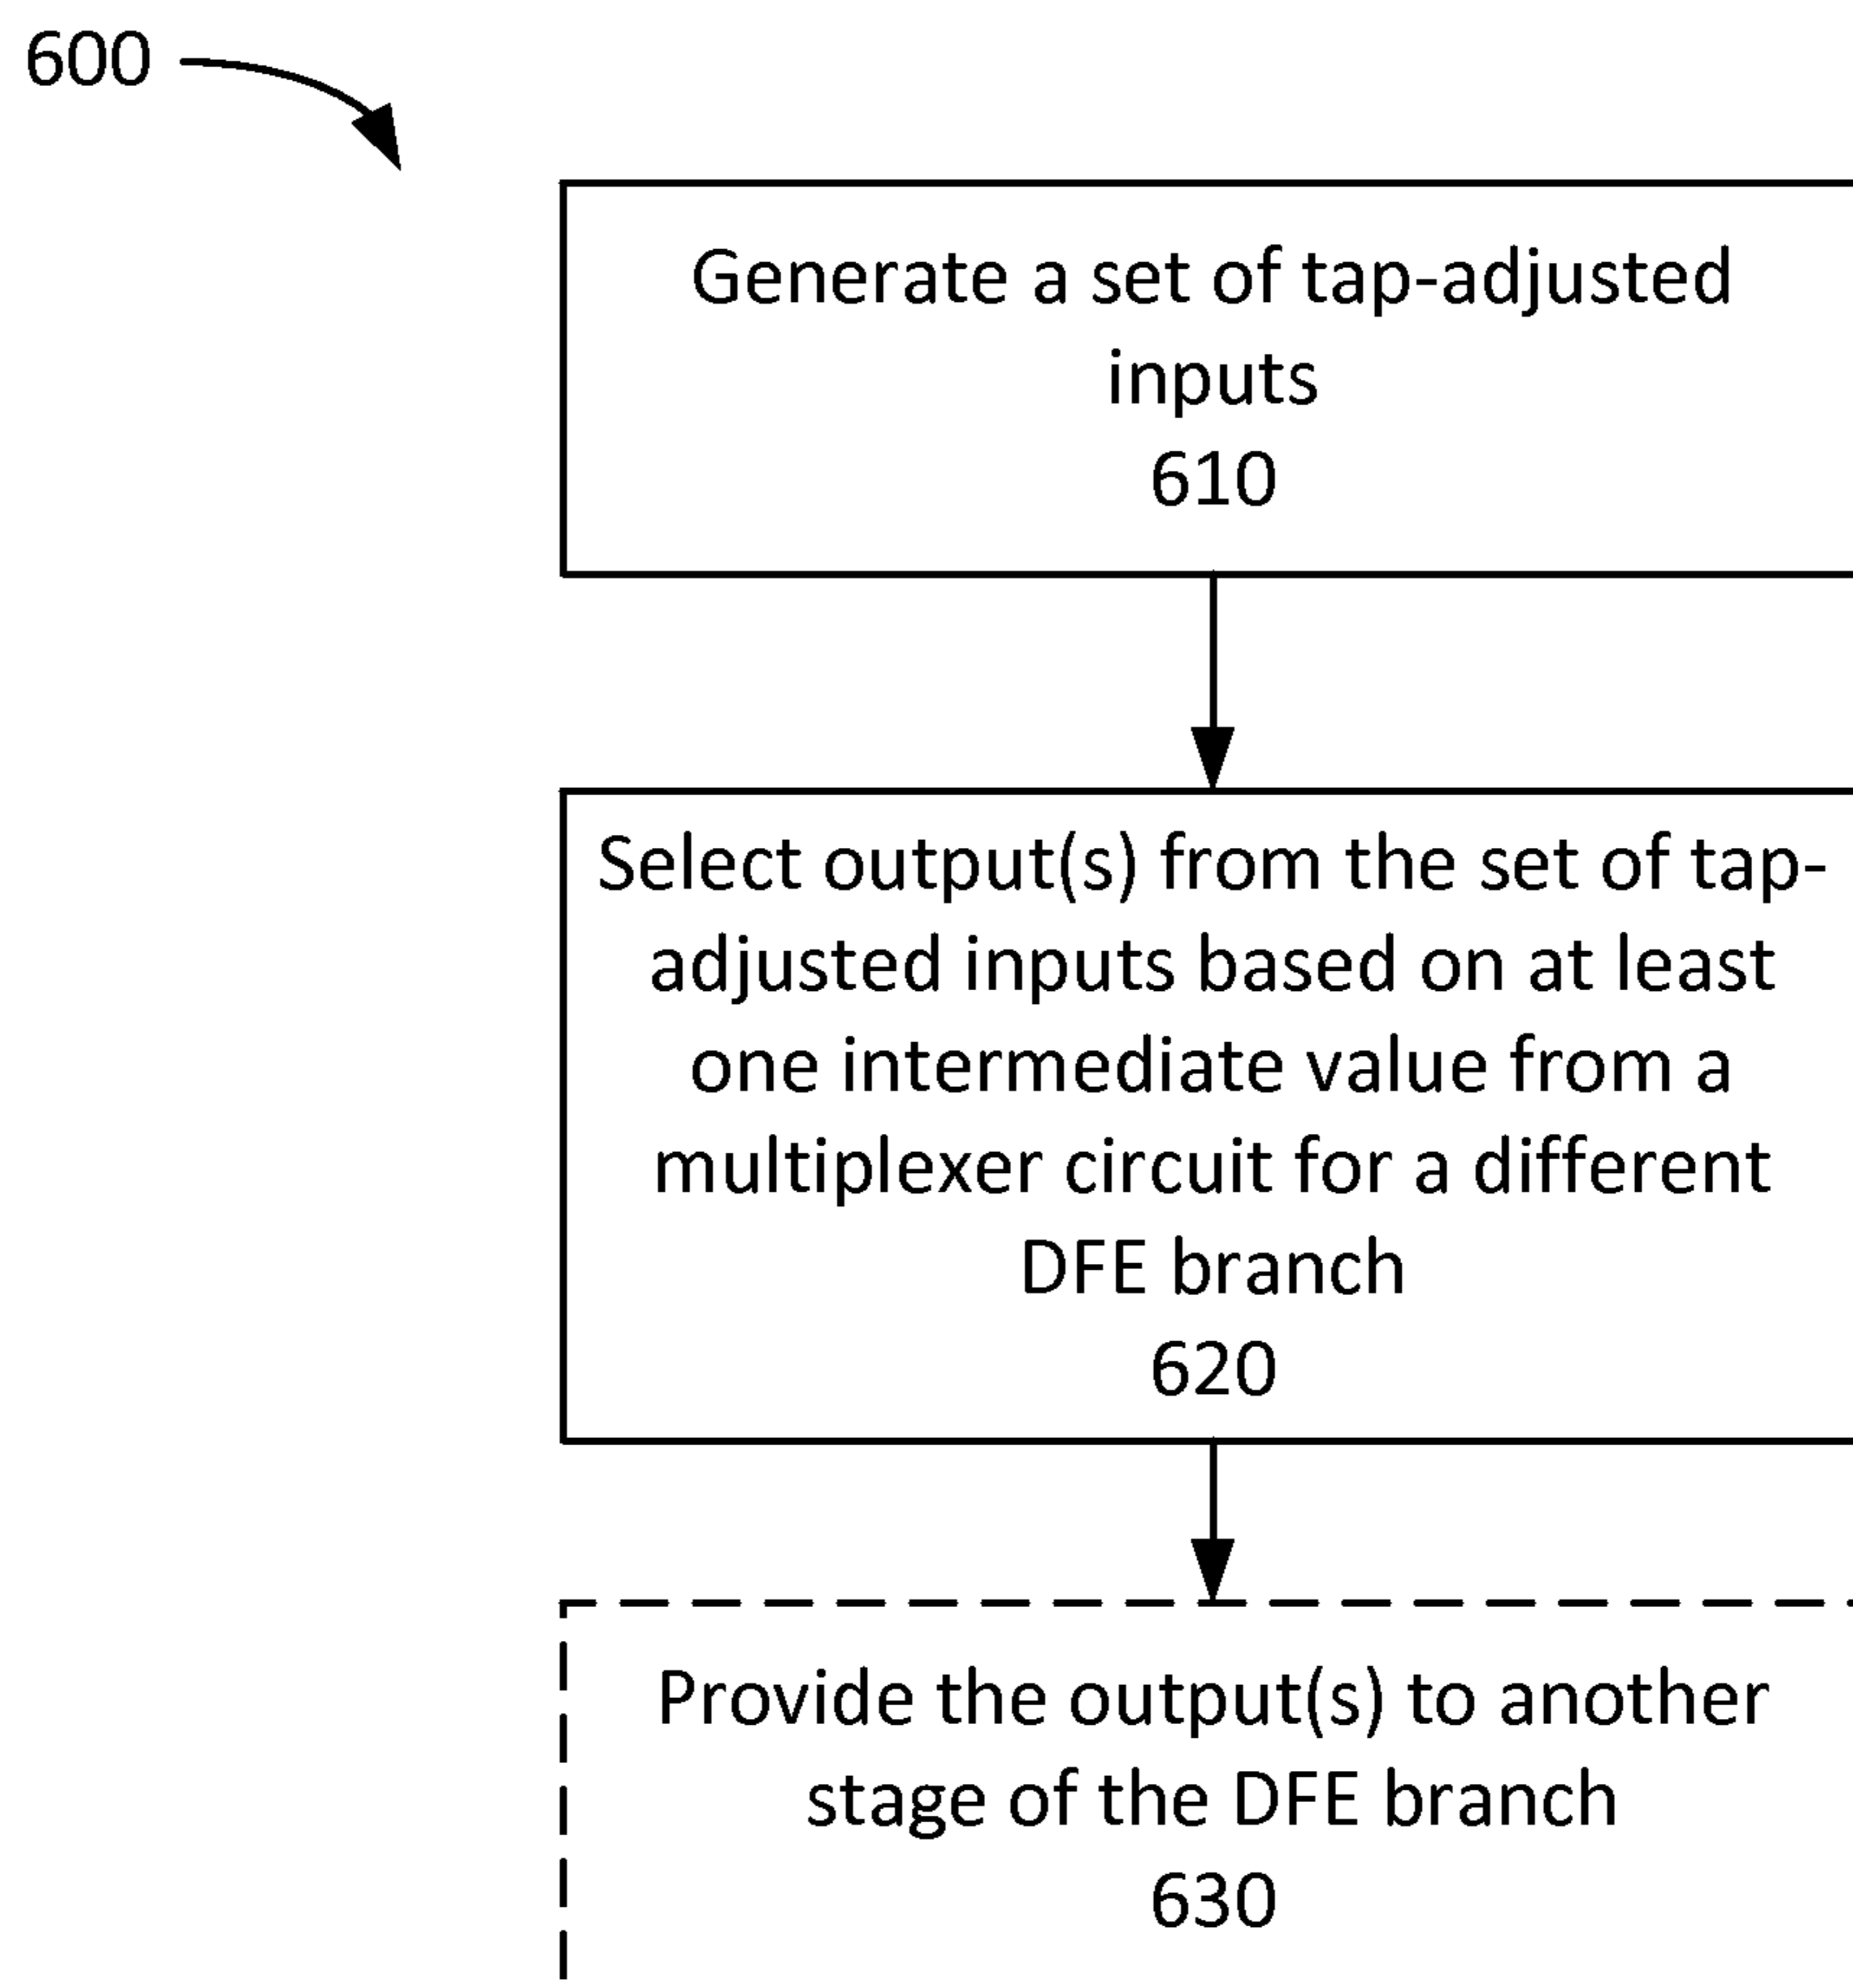 600
Generate a set of tap-adjusted
inputs
610
Select output(s) from the set of tap-
adjusted inputs based on at least
one intermediate value from a
multiplexer circuit for a different
DFE branch
620
Provide the output(s) to another
stage of the DFE branch
630